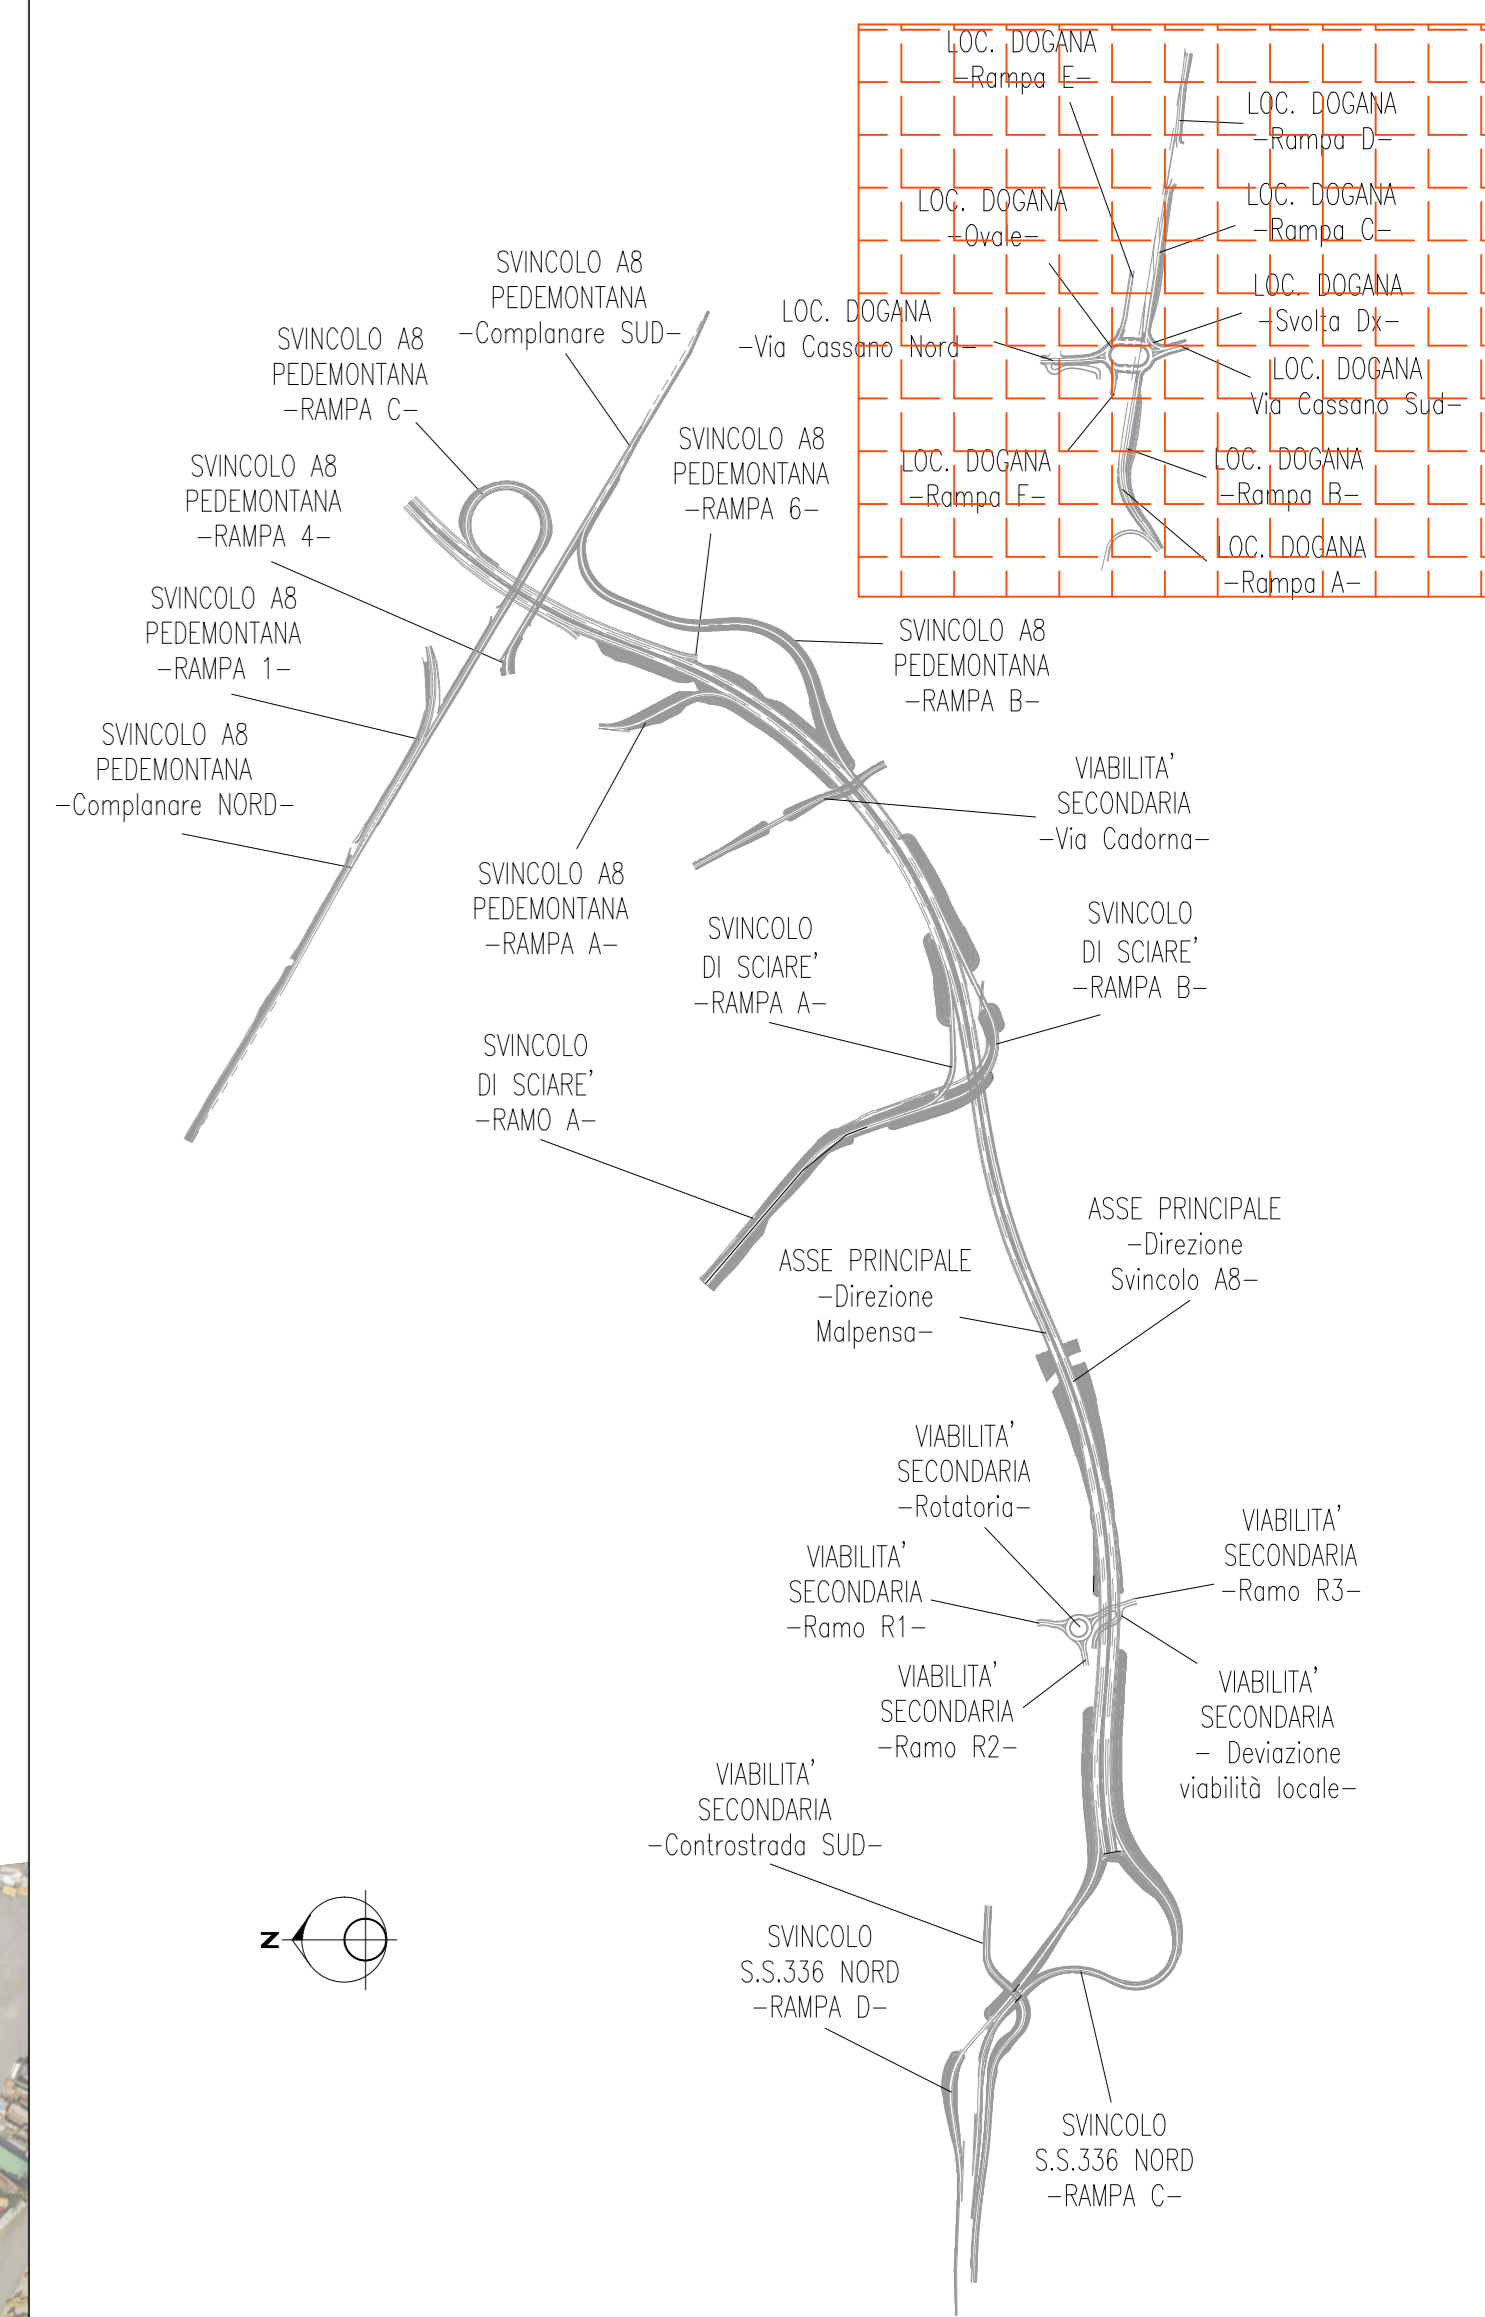 LOC. DOGANA
-Rampa E-
LOC. DOGANA
-Rampa D-
LOC. DOGANA
-Ovale-
LOC. DOGANA
-Rampa C-
SVINCOLO A8
PEDEMONTANA
-Complanare SUD-
LOC. DOGANA
-Via Cassano Nord-
LOC. DOGANA
-Svolta Dx-
SVINCOLO A8
PEDEMONTANA
-RAMPA C-
LOC. DOGANA
Via Cassano Sud-
SVINCOLO A8
PEDEMONTANA
-RAMPA 4-
SVINCOLO A8
PEDEMONTANA
-RAMPA 6-
LOC. DOGANA
-Rampa F-
LOC. DOGANA
-Rampa B-
LOC. DOGANA
-Rampa A-
SVINCOLO A8
PEDEMONTANA
-RAMPA 1-
SVINCOLO A8
PEDEMONTANA
-RAMPA B-
SVINCOLO A8
PEDEMONTANA
-Complanare NORD-
VIABILITA'
SECONDARIA
-Via Cadorna-
SVINCOLO A8
PEDEMONTANA
-RAMPA A-
SVINCOLO
DI SCIARE'
-RAMPA A-
SVINCOLO
DI SCIARE'
-RAMPA B-
SVINCOLO
DI SCIARE'
-RAMO A-
ASSE PRINCIPALE
-Direzione
Svincolo A8-
ASSE PRINCIPALE
-Direzione
Malpensa-
VIABILITA'
SECONDARIA
-Rotatoria-
VIABILITA'
SECONDARIA
-Ramo R3-
VIABILITA'
SECONDARIA
-Ramo R1-
VIABILITA'
SECONDARIA
-Ramo R2-
VIABILITA'
SECONDARIA
- Deviazione
viabilità locale-
VIABILITA'
SECONDARIA
-Controstrada SUD-
N
SVINCOLO
S.S.336 NORD
-RAMPA D-
SVINCOLO
S.S.336 NORD
-RAMPA C-